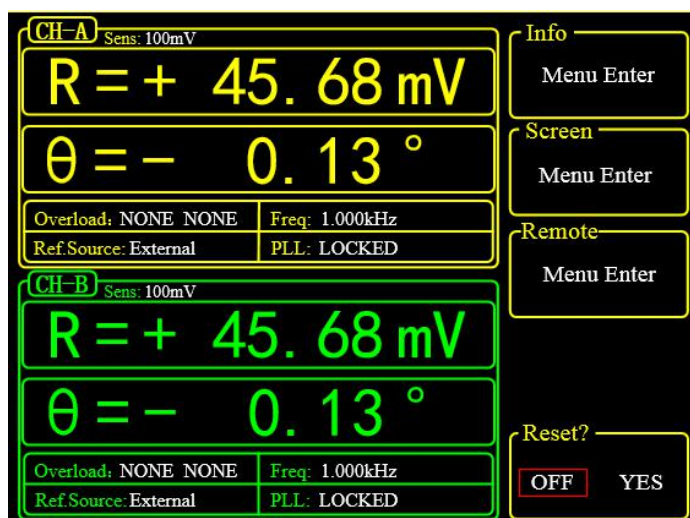 CH-A Sens: 100mV
R = + 45.68 mV
θ = - 0.13 °
Overload: NONE NONE Freq: 1.000kHz
Ref.Source: External PLL: LOCKED
CH-B Sens: 100mV
R = + 45.68 mV
θ = - 0.13 °
Overload: NONE NONE Freq: 1.000kHz
Ref.Source: External PLL: LOCKED
Info
Menu Enter
Screen
Menu Enter
Remote
Menu Enter
Reset?
OFF YES